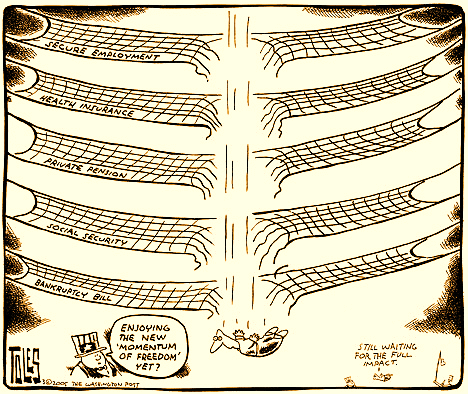 SECURE EMPLOYMENT
HEALTH INSURANCE
PRIVATE PENSION
SOCIAL SECURITY
BANKRUPTCY BILL
ENJOYING
THE NEW
'MOMENTUM
OF FREEDOM'
YET?
STILL WAITING
FOR THE FULL
IMPACT.
TOLES
©2005 THE WASHINGTON POST